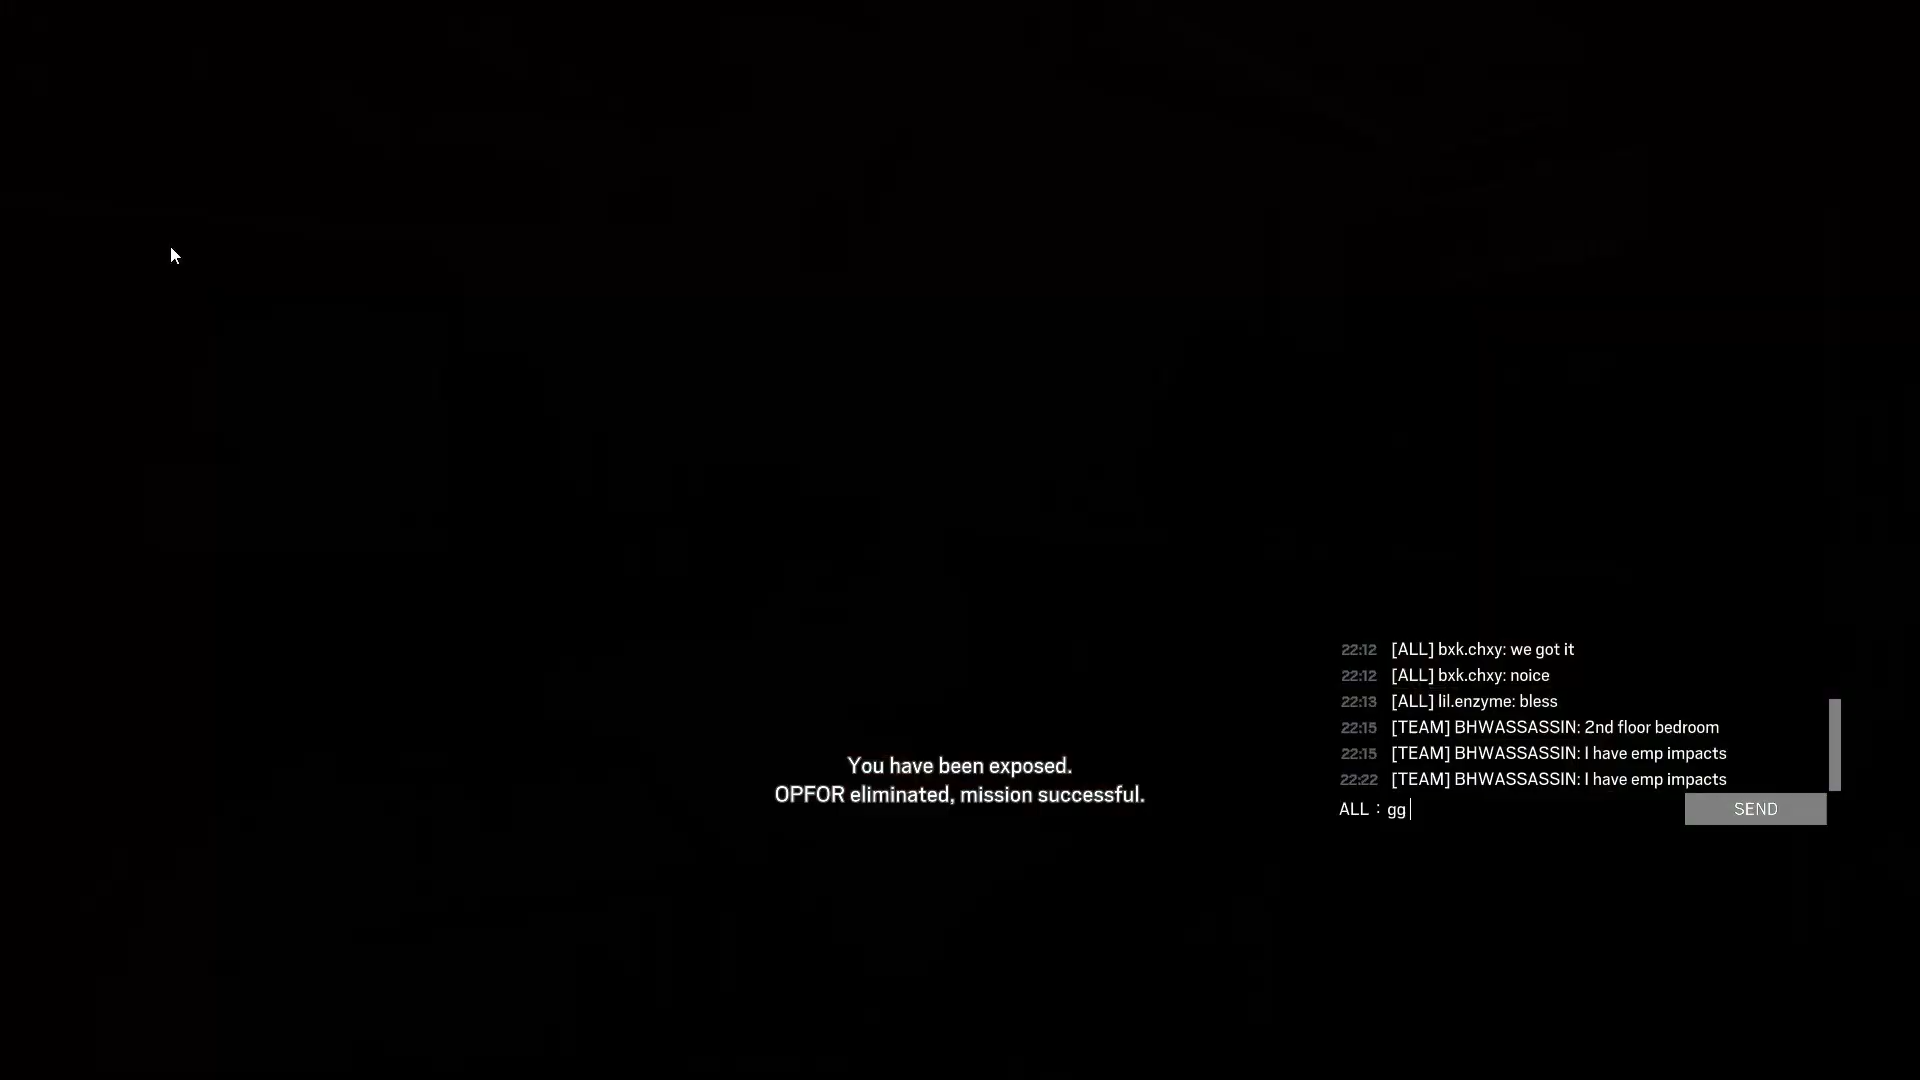 22:12 [ALL] bxk.chxy: we got it
22:12 [ALL] bxk.chxy: noice
22:13 [ALL] lil.enzyme: bless
22:15 [TEAM] BHWASSASSIN: 2nd floor bedroom
22:15 [TEAM] BHWASSASSIN: I have emp impacts
22:22 [TEAM] BHWASSASSIN: I have emp impacts
You have been exposed.
OPFOR eliminated, mission successful.
ALL : gg
SEND